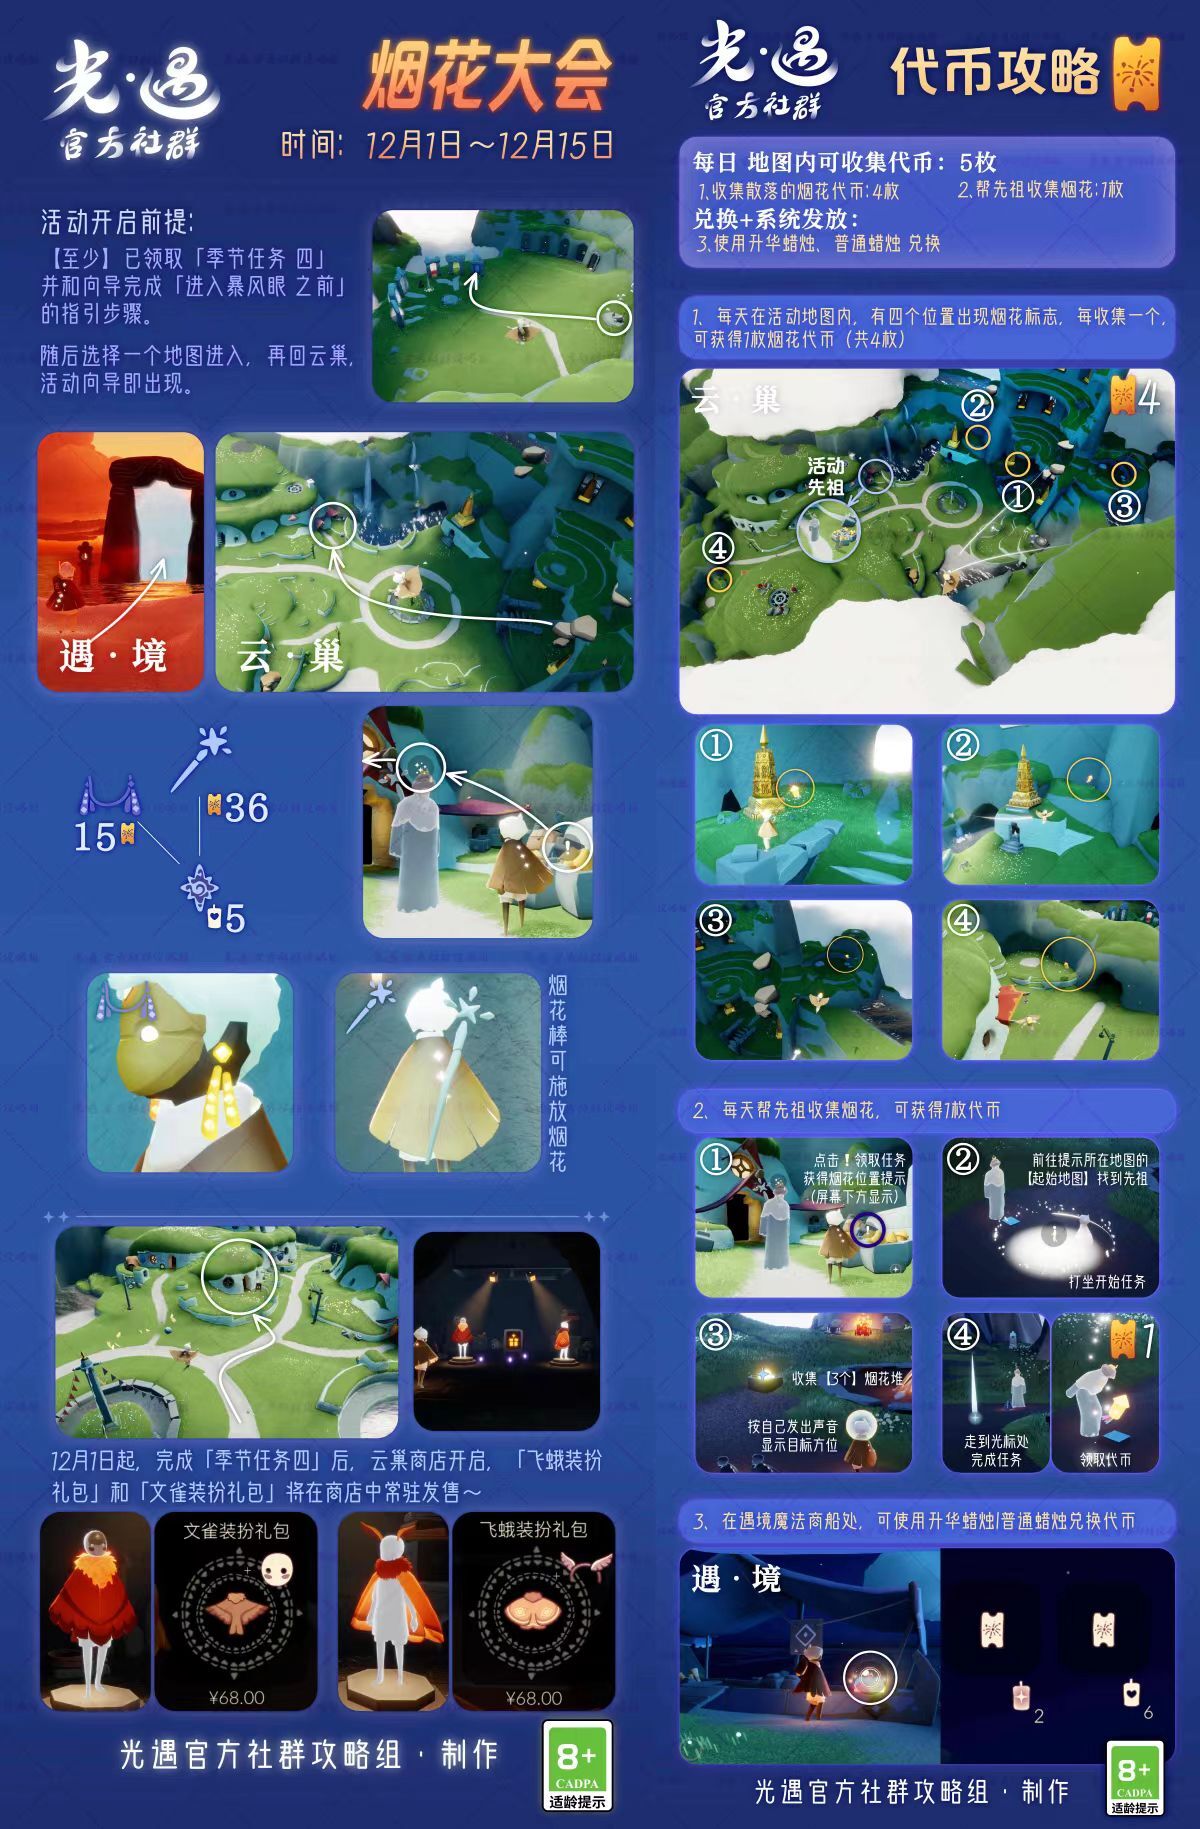 光·遇
官方社群
烟花大会
时间：12月1日～12月15日
活动开启前提：
【至少】已领取「季节任务 四」
并和向导完成「进入暴风眼 之前」
的指引步骤。
随后选择一个地图进入，再回云巢，
活动向导即出现。
遇·境
云·巢
36
15
5
烟花棒可施放烟花
12月1日起，完成「季节任务四」后，云巢商店开启，「飞蛾装扮
礼包」和「文雀装扮礼包」将在商店中常驻发售～
文雀装扮礼包
¥68.00
飞蛾装扮礼包
¥68.00
光遇官方社群攻略组·制作
8+
CADPA
适龄提示
光·遇
官方社群
代币攻略
每日 地图内可收集代币：5枚
1.收集散落的烟花代币:4枚
2.帮先祖收集烟花:1枚
兑换+系统发放：
3.使用升华蜡烛、普通蜡烛 兑换
1、每天在活动地图内，有四个位置出现烟花标志，每收集一个，
可获得1枚烟花代币（共4枚）
云·巢
4
②
活动
先祖
①
③
④
①
②
③
④
2、每天帮先祖收集烟花，可获得1枚代币
①
点击！领取任务
获得烟花位置提示
（屏幕下方显示）
②
前往提示所在地图的
【起始地图】找到先祖
打坐开始任务
③
收集【3个】烟花堆
按自己发出声音
显示目标方位
④
走到光标处
完成任务
1
领取代币
3、在遇境魔法商船处，可使用升华蜡烛|普通蜡烛兑换代币
遇·境
2
6
光遇官方社群攻略组·制作
8+
CADPA
适龄提示